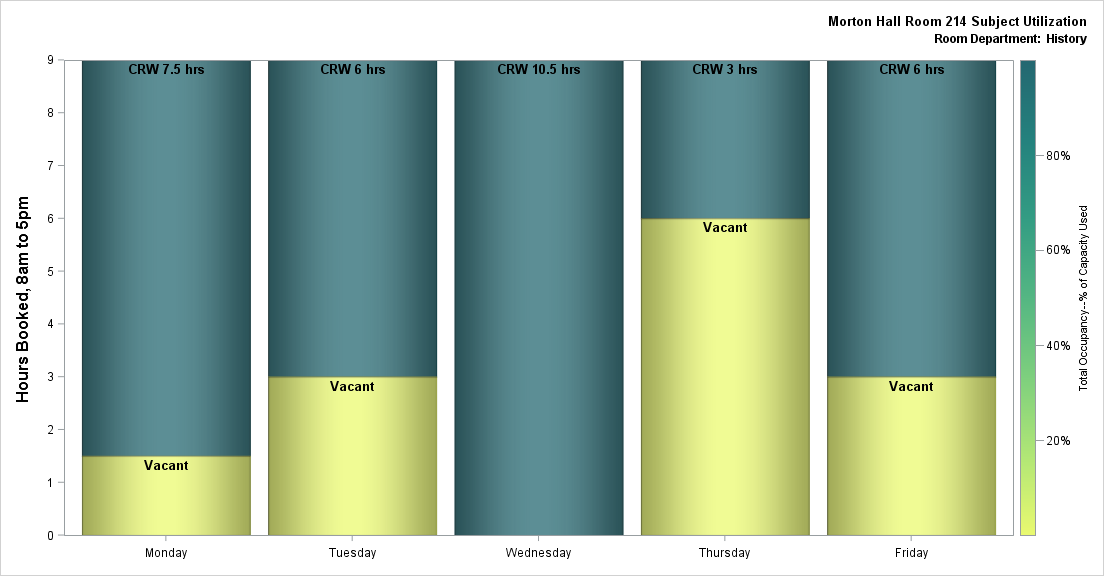 Morton Hall Room 214 Subject Utilization
Room Department: History
Hours Booked, 8am to 5pm
9
8
7
6
5
4
3
2
1
0
CRW 7.5 hrs
Vacant
CRW 6 hrs
Vacant
CRW 10.5 hrs
CRW 3 hrs
Vacant
CRW 6 hrs
Vacant
Monday
Tuesday
Wednesday
Thursday
Friday
80%
60%
40%
20%
Total Occupancy--% of Capacity Used